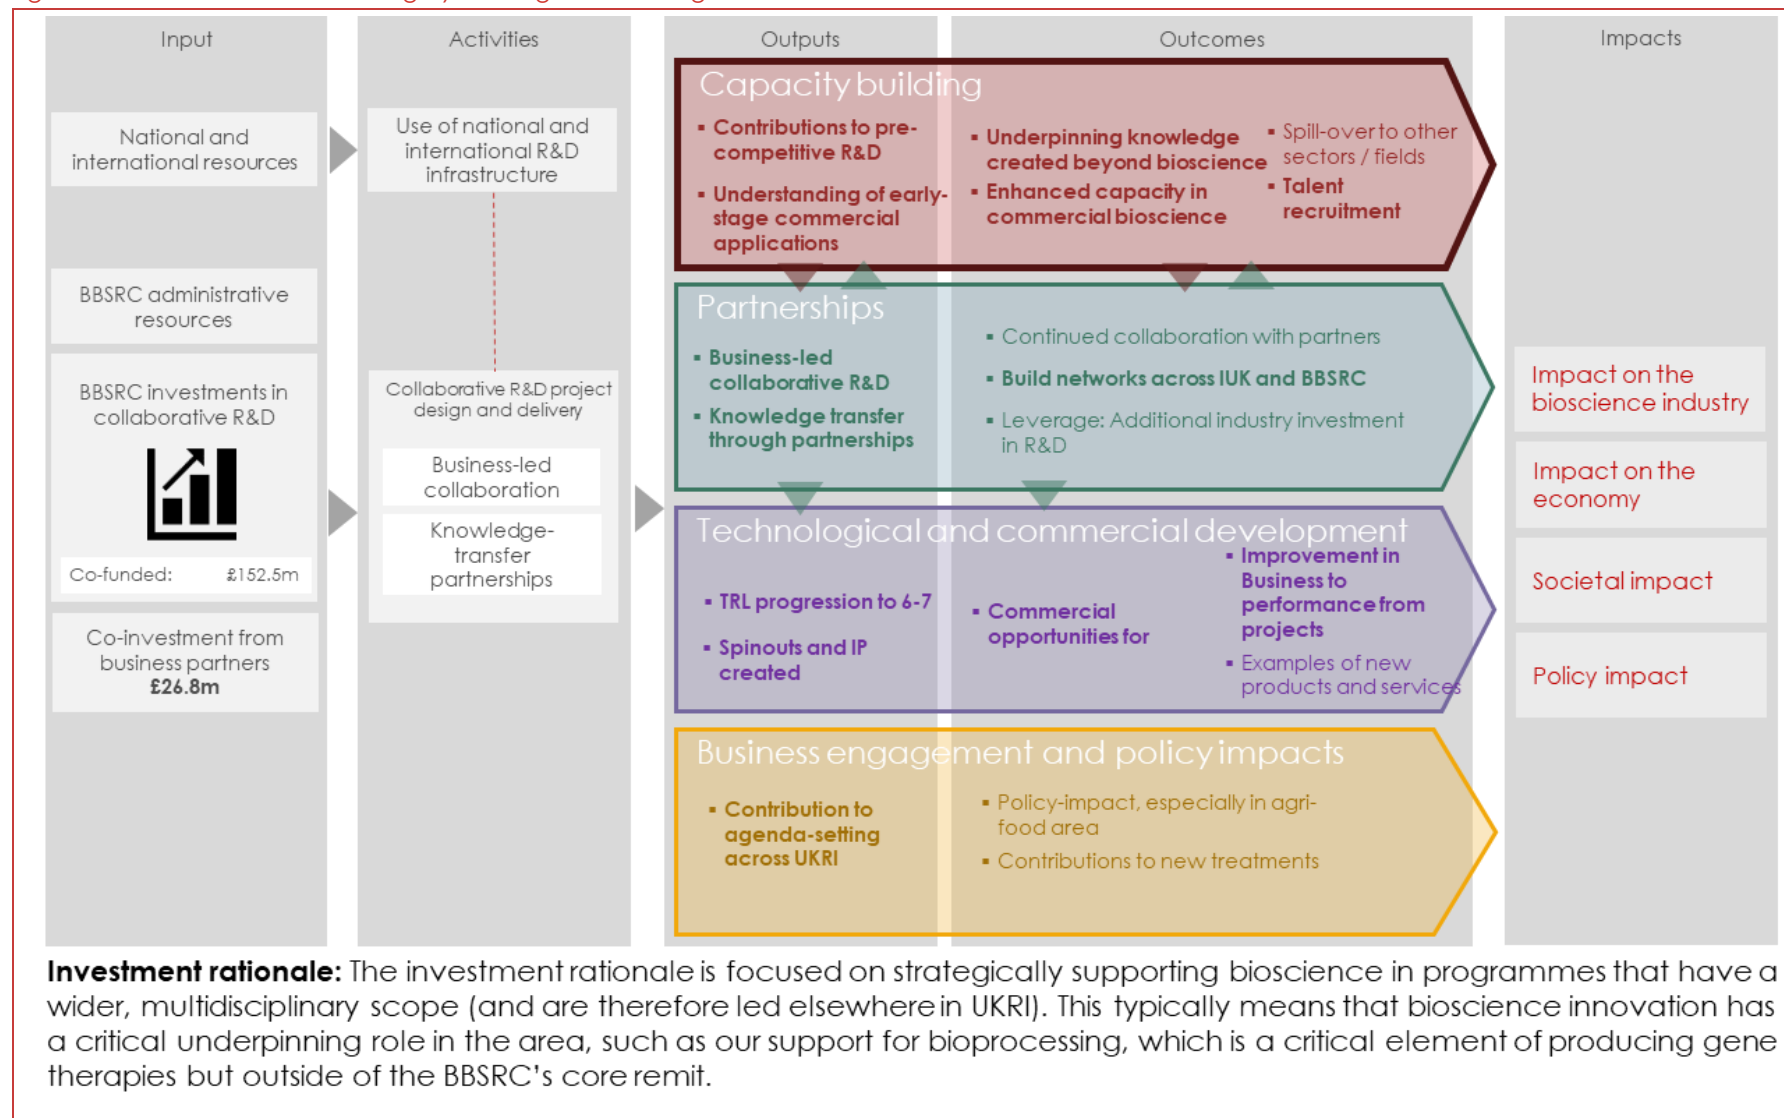 Input
Activities
Outputs
Outcomes
Impacts
National and
international resources
BBSRC administrative
resources
BBSRC investments in
collaborative R&D
Co-funded: £152.5m
Co-investment from
business partners
£26.8m
Use of national and
international R&D
infrastructure
Collaborative R&D project
design and delivery
Business-led
collaboration
Knowledge-
transfer
partnerships
Capacity building
▪ Contributions to pre-
competitive R&D
▪ Understanding of early-
stage commercial
applications
▪ Underpinning knowledge
created beyond bioscience
▪ Enhanced capacity in
commercial bioscience
▪ Spill-over to other
sectors / fields
▪ Talent
recruitment
Partnerships
▪ Business-led
collaborative R&D
▪ Knowledge transfer
through partnerships
▪ Continued collaboration with partners
▪ Build networks across IUK and BBSRC
▪ Leverage: Additional industry investment
in R&D
Technological and commercial development
▪ TRL progression to 6-7
▪ Spinouts and IP
created
▪ Commercial
opportunities for
▪ Improvement in
Business to
performance from
projects
▪ Examples of new
products and services
Business engagement and policy impacts
▪ Contribution to
agenda-setting
across UKRI
▪ Policy-impact, especially in agri-
food area
▪ Contributions to new treatments
Impact on the
bioscience industry
Impact on the
economy
Societal impact
Policy impact
Investment rationale: The investment rationale is focused on strategically supporting bioscience in programmes that have a
wider, multidisciplinary scope (and are therefore led elsewhere in UKRI). This typically means that bioscience innovation has
a critical underpinning role in the area, such as our support for bioprocessing, which is a critical element of producing gene
therapies but outside of the BBSRC’s core remit.